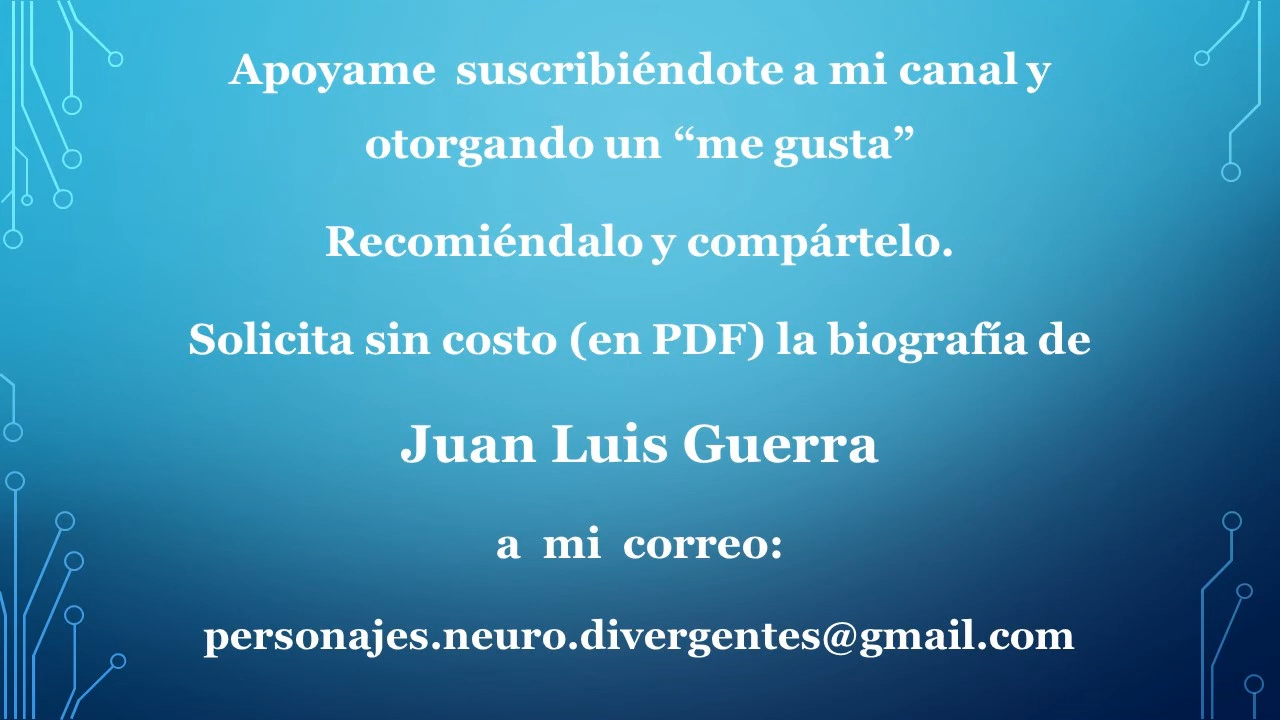 Apoyame suscribiéndote a mi canal y
otorgando un “me gusta”
Recomiéndalo y compártelo.
Solicita sin costo (en PDF) la biografía de
Juan Luis Guerra
a mi correo:
personajes.neuro.divergentes@gmail.com